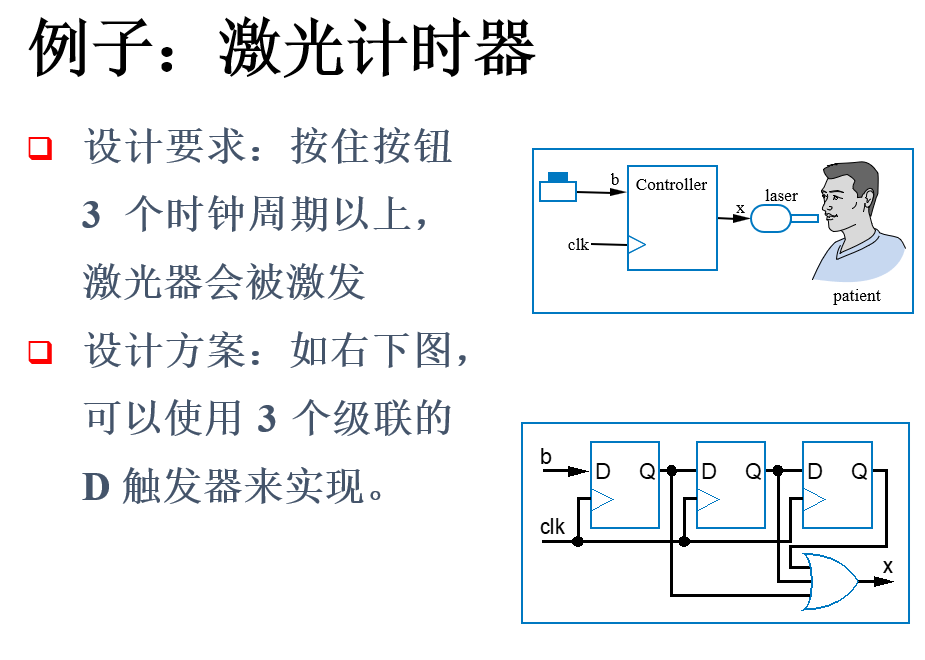 例子：激光计时器
设计要求：按住按钮
3 个时钟周期以上，
激光器会被激发
设计方案：如右下图，
可以使用 3 个级联的
D 触发器来实现。
b
Controller
x
laser
clk
patient
b
D Q D Q D Q
clk
x